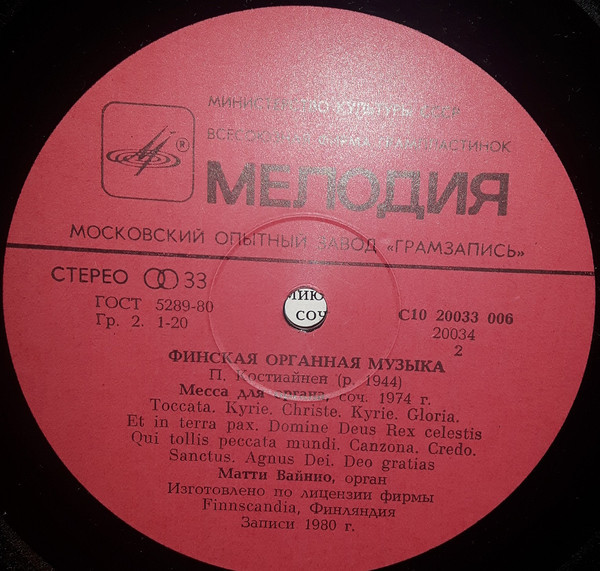 МИНИСТЕРСТВО КУЛЬТУРЫ СССР
ВСЕСОЮЗНАЯ ФИРМА ГРАМПЛАСТИНОК
®
МЕЛОДИЯ
МОСКОВСКИЙ ОПЫТНЫЙ ЗАВОД «ГРАМЗАПИСЬ»
СТЕРЕО 33
ГОСТ 5289-80
Гр. 2. 1-20
МИЮ
СОЧ
С10 20033 006
20034
2
ФИНСКАЯ ОРГАННАЯ МУЗЫКА
П. Костиайнен (р. 1944)
Месса для органа, соч. 1974 г.
Toccata. Kyrie. Christe. Kyrie. Gloria.
Et in terra pax. Domine Deus Rex celestis
Qui tollis peccata mundi. Canzona. Credo.
Sanctus. Agnus Dei. Deo gratias
Матти Вайнио, орган
Изготовлено по лицензии фирмы
Finnscandia, Финляндия
Записи 1980 г.